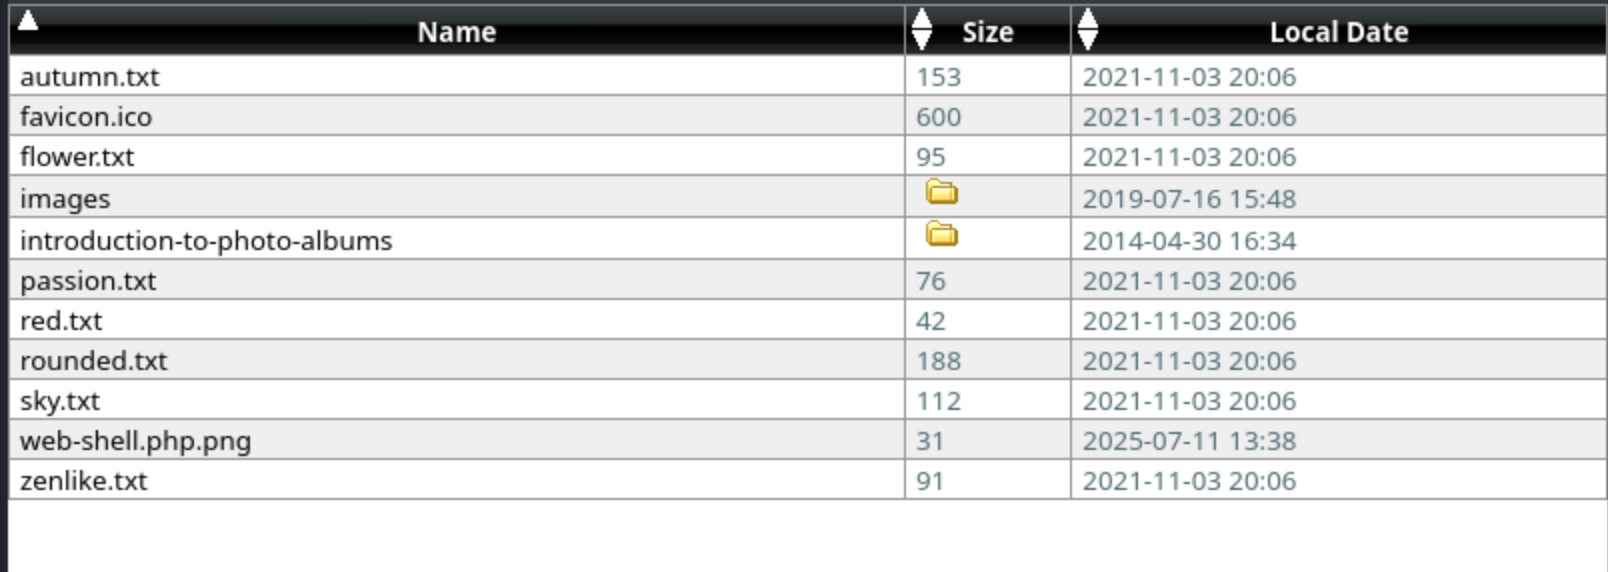 Name Size Local Date
autumn.txt 153 2021-11-03 20:06
favicon.ico 600 2021-11-03 20:06
flower.txt 95 2021-11-03 20:06
images 2019-07-16 15:48
introduction-to-photo-albums 2014-04-30 16:34
passion.txt 76 2021-11-03 20:06
red.txt 42 2021-11-03 20:06
rounded.txt 188 2021-11-03 20:06
sky.txt 112 2021-11-03 20:06
web-shell.php.png 31 2025-07-11 13:38
zenlike.txt 91 2021-11-03 20:06